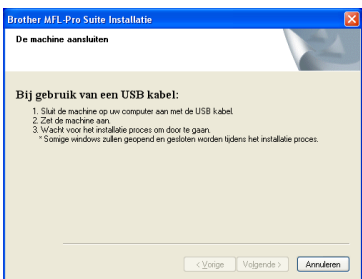 Brother MFL-Pro Suite Installatie
De machine aansluiten
Bij gebruik van een USB kabel:
1. Sluit de machine op uw computer aan met de USB kabel.
2. Zet de machine aan.
3. Wacht voor het installatie proces om door te gaan.
* Somige windows zullen geopend en gesloten worden tijdens het installatie proces.
< Vorige Volgende > Annuleren